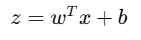 z = w^T x + b